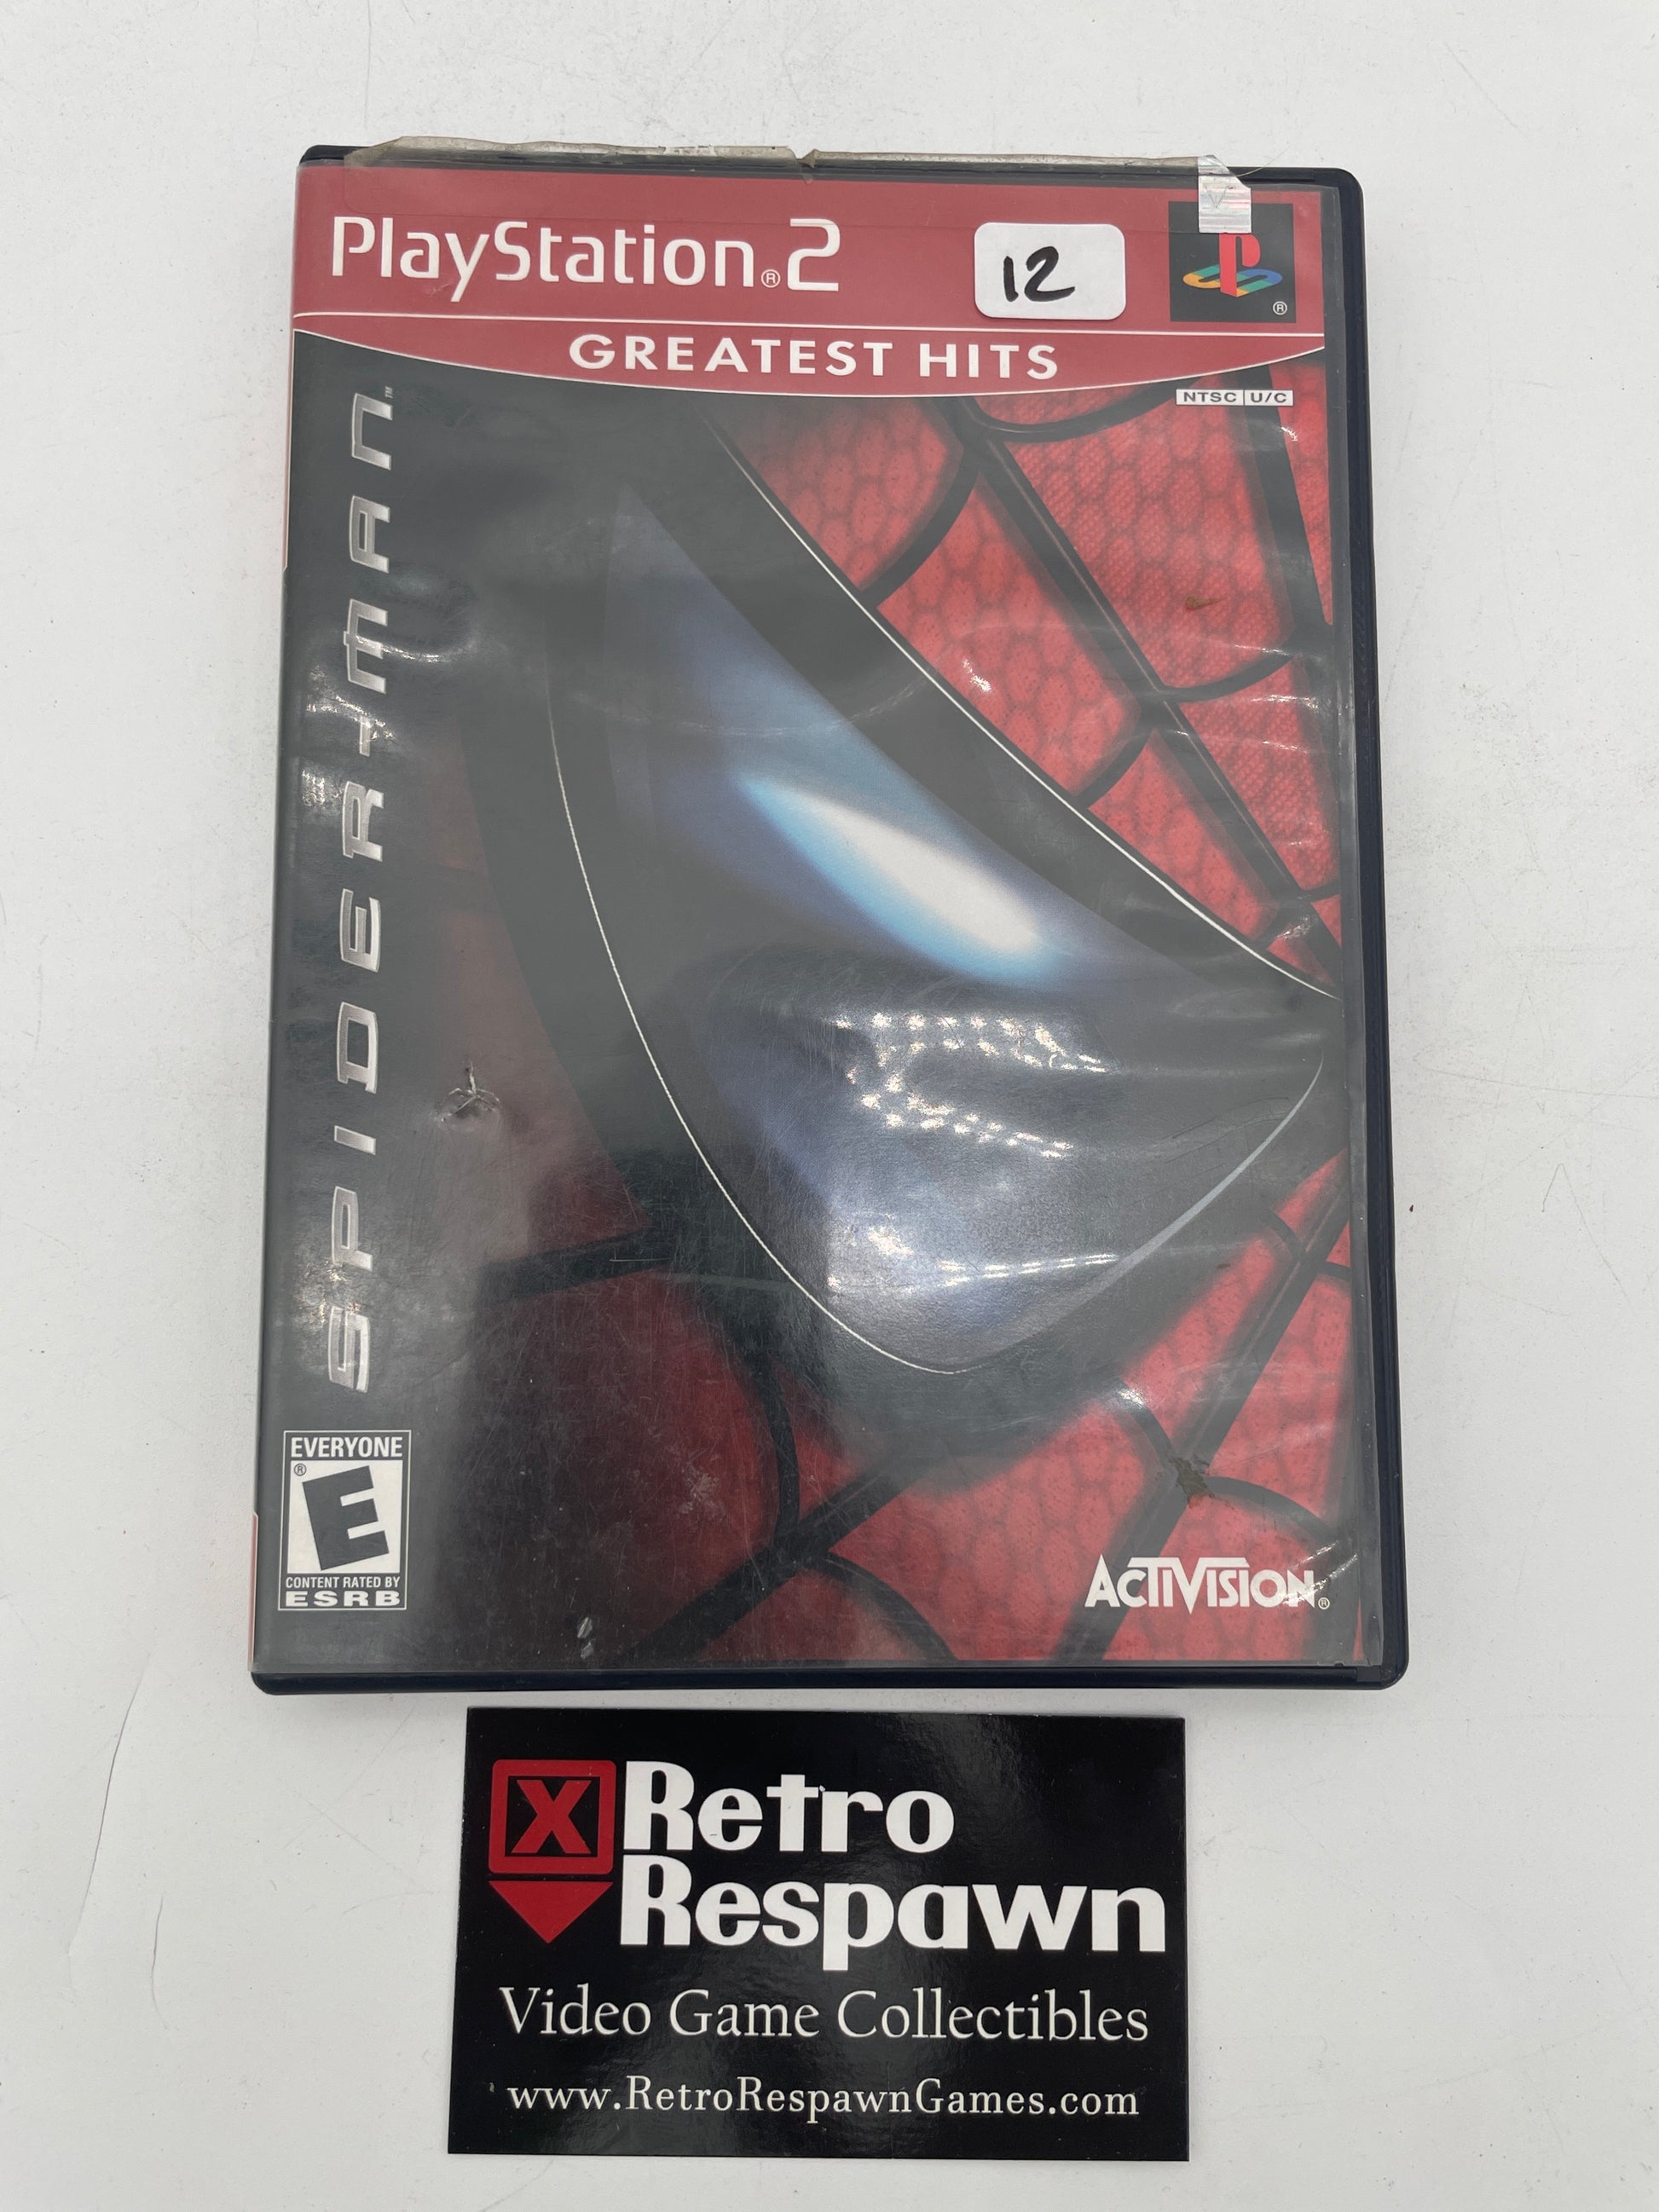 PlayStation®2
12
®
GREATEST HITS
NTSC U/C
SPIDER-MAN™
EVERYONE
®
E
CONTENT RATED BY
ESRB
ACTIVISION®
X Retro
Respawn
Video Game Collectibles
www.RetroRespawnGames.com